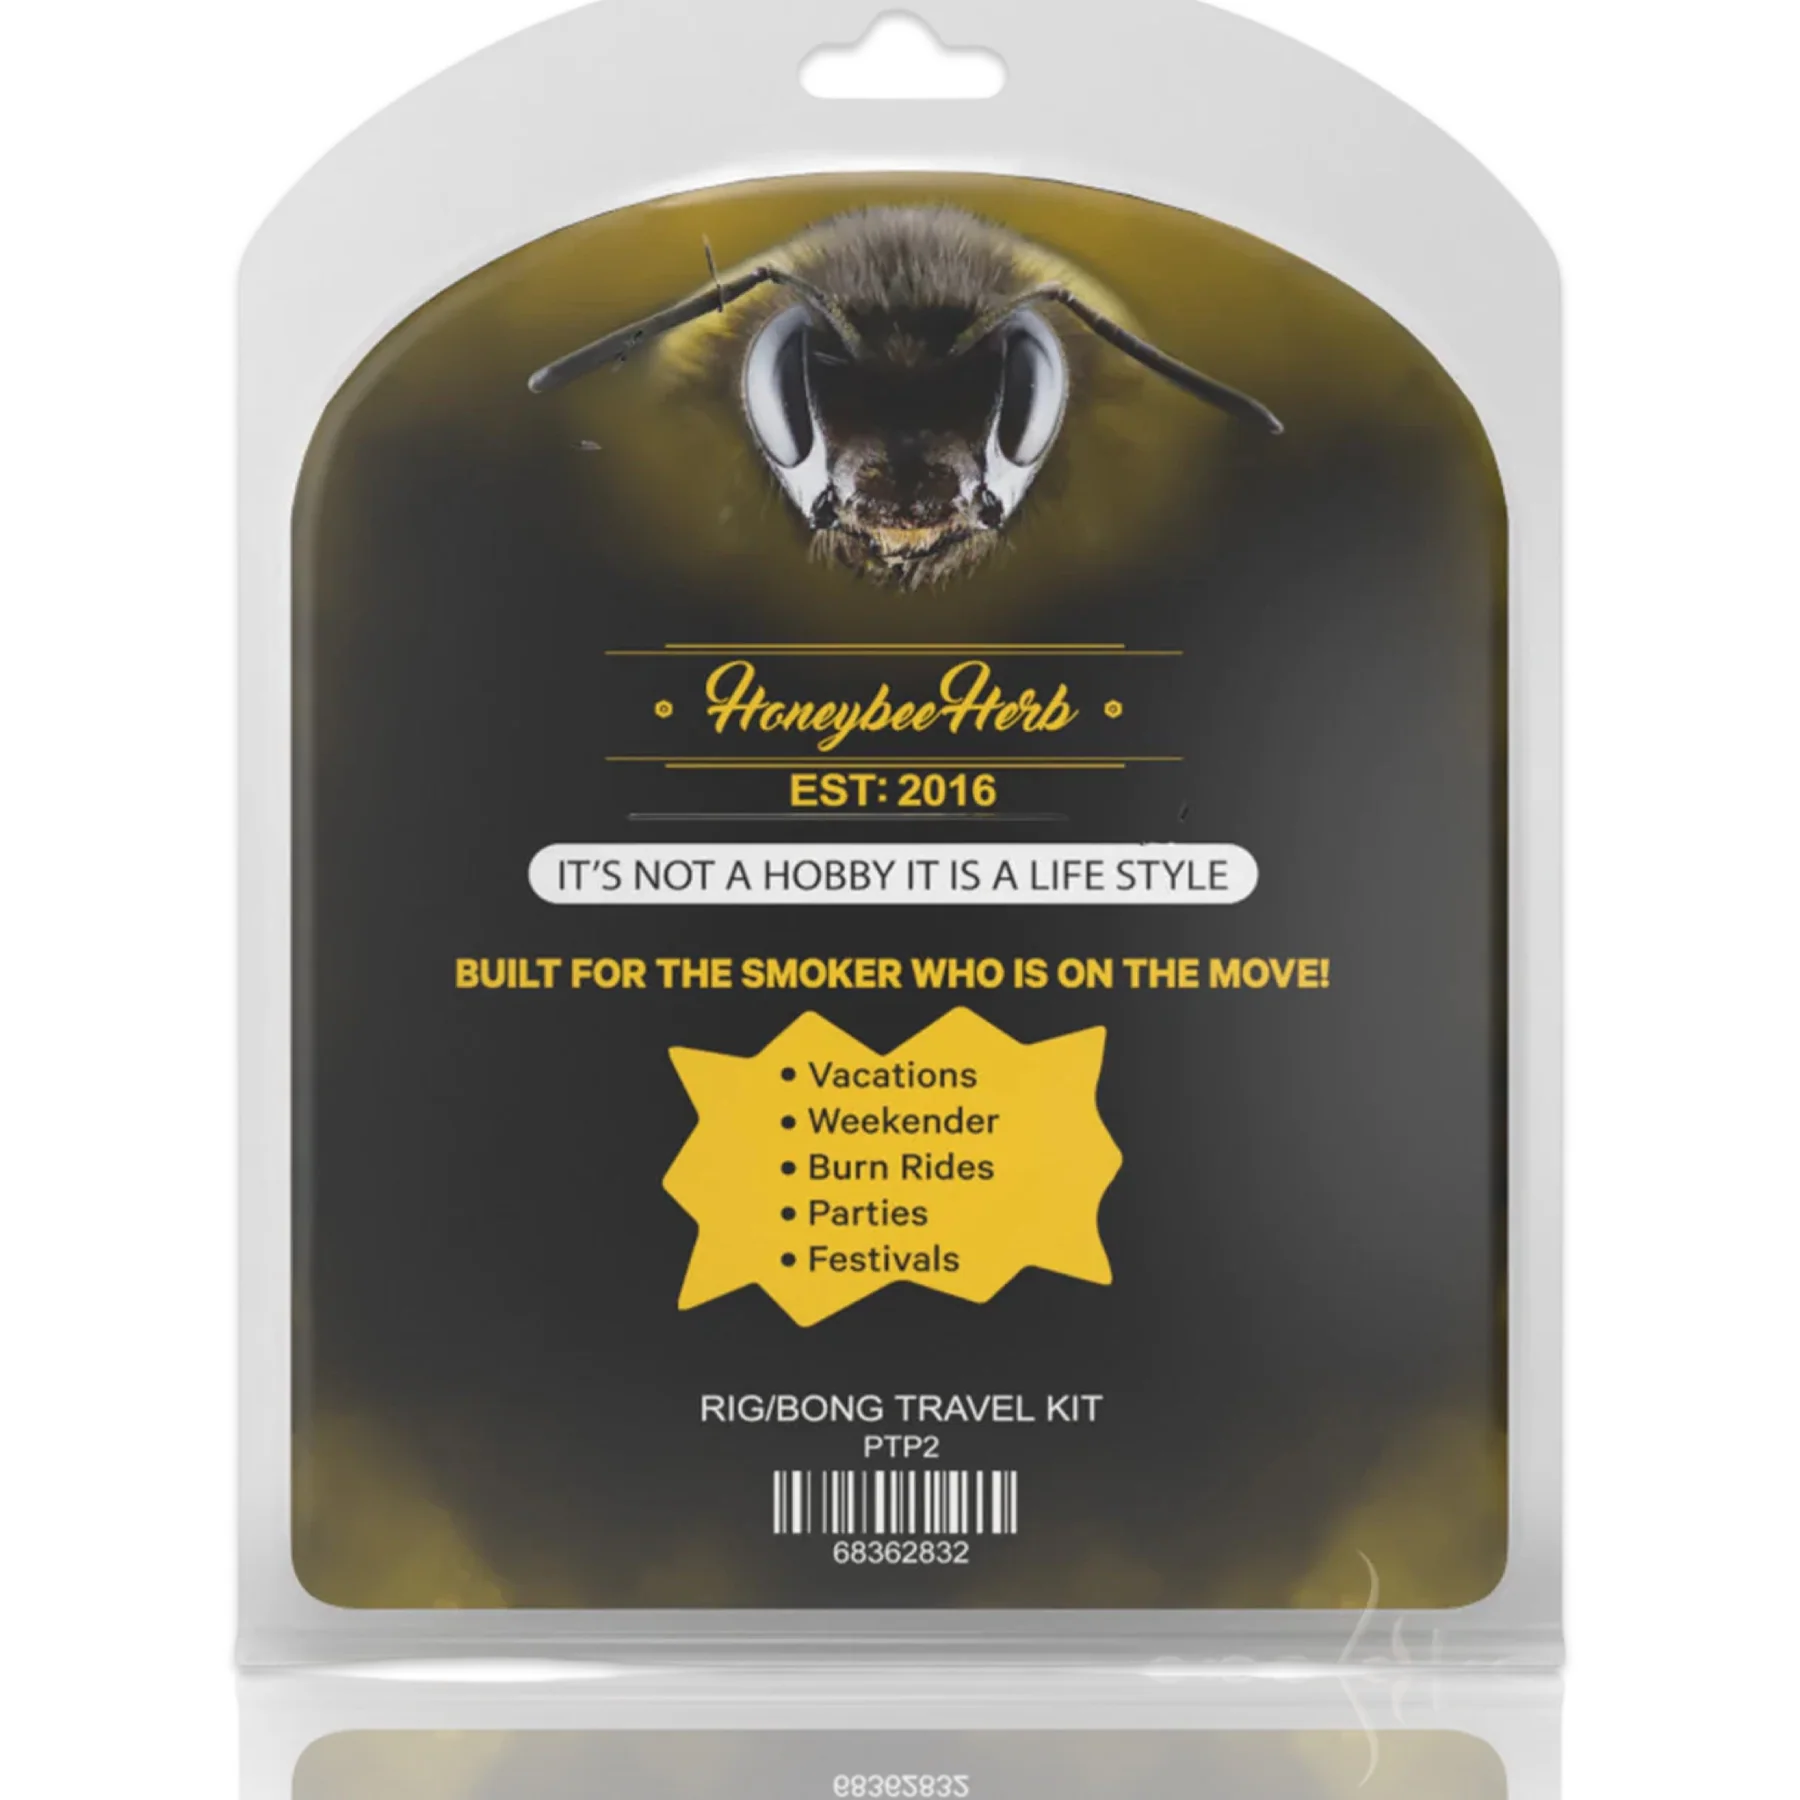 HoneybeeHerb
EST: 2016
IT'S NOT A HOBBY IT IS A LIFE STYLE
BUILT FOR THE SMOKER WHO IS ON THE MOVE!
• Vacations
• Weekender
• Burn Rides
• Parties
• Festivals
RIG/BONG TRAVEL KIT
PTP2
68362832
68362832